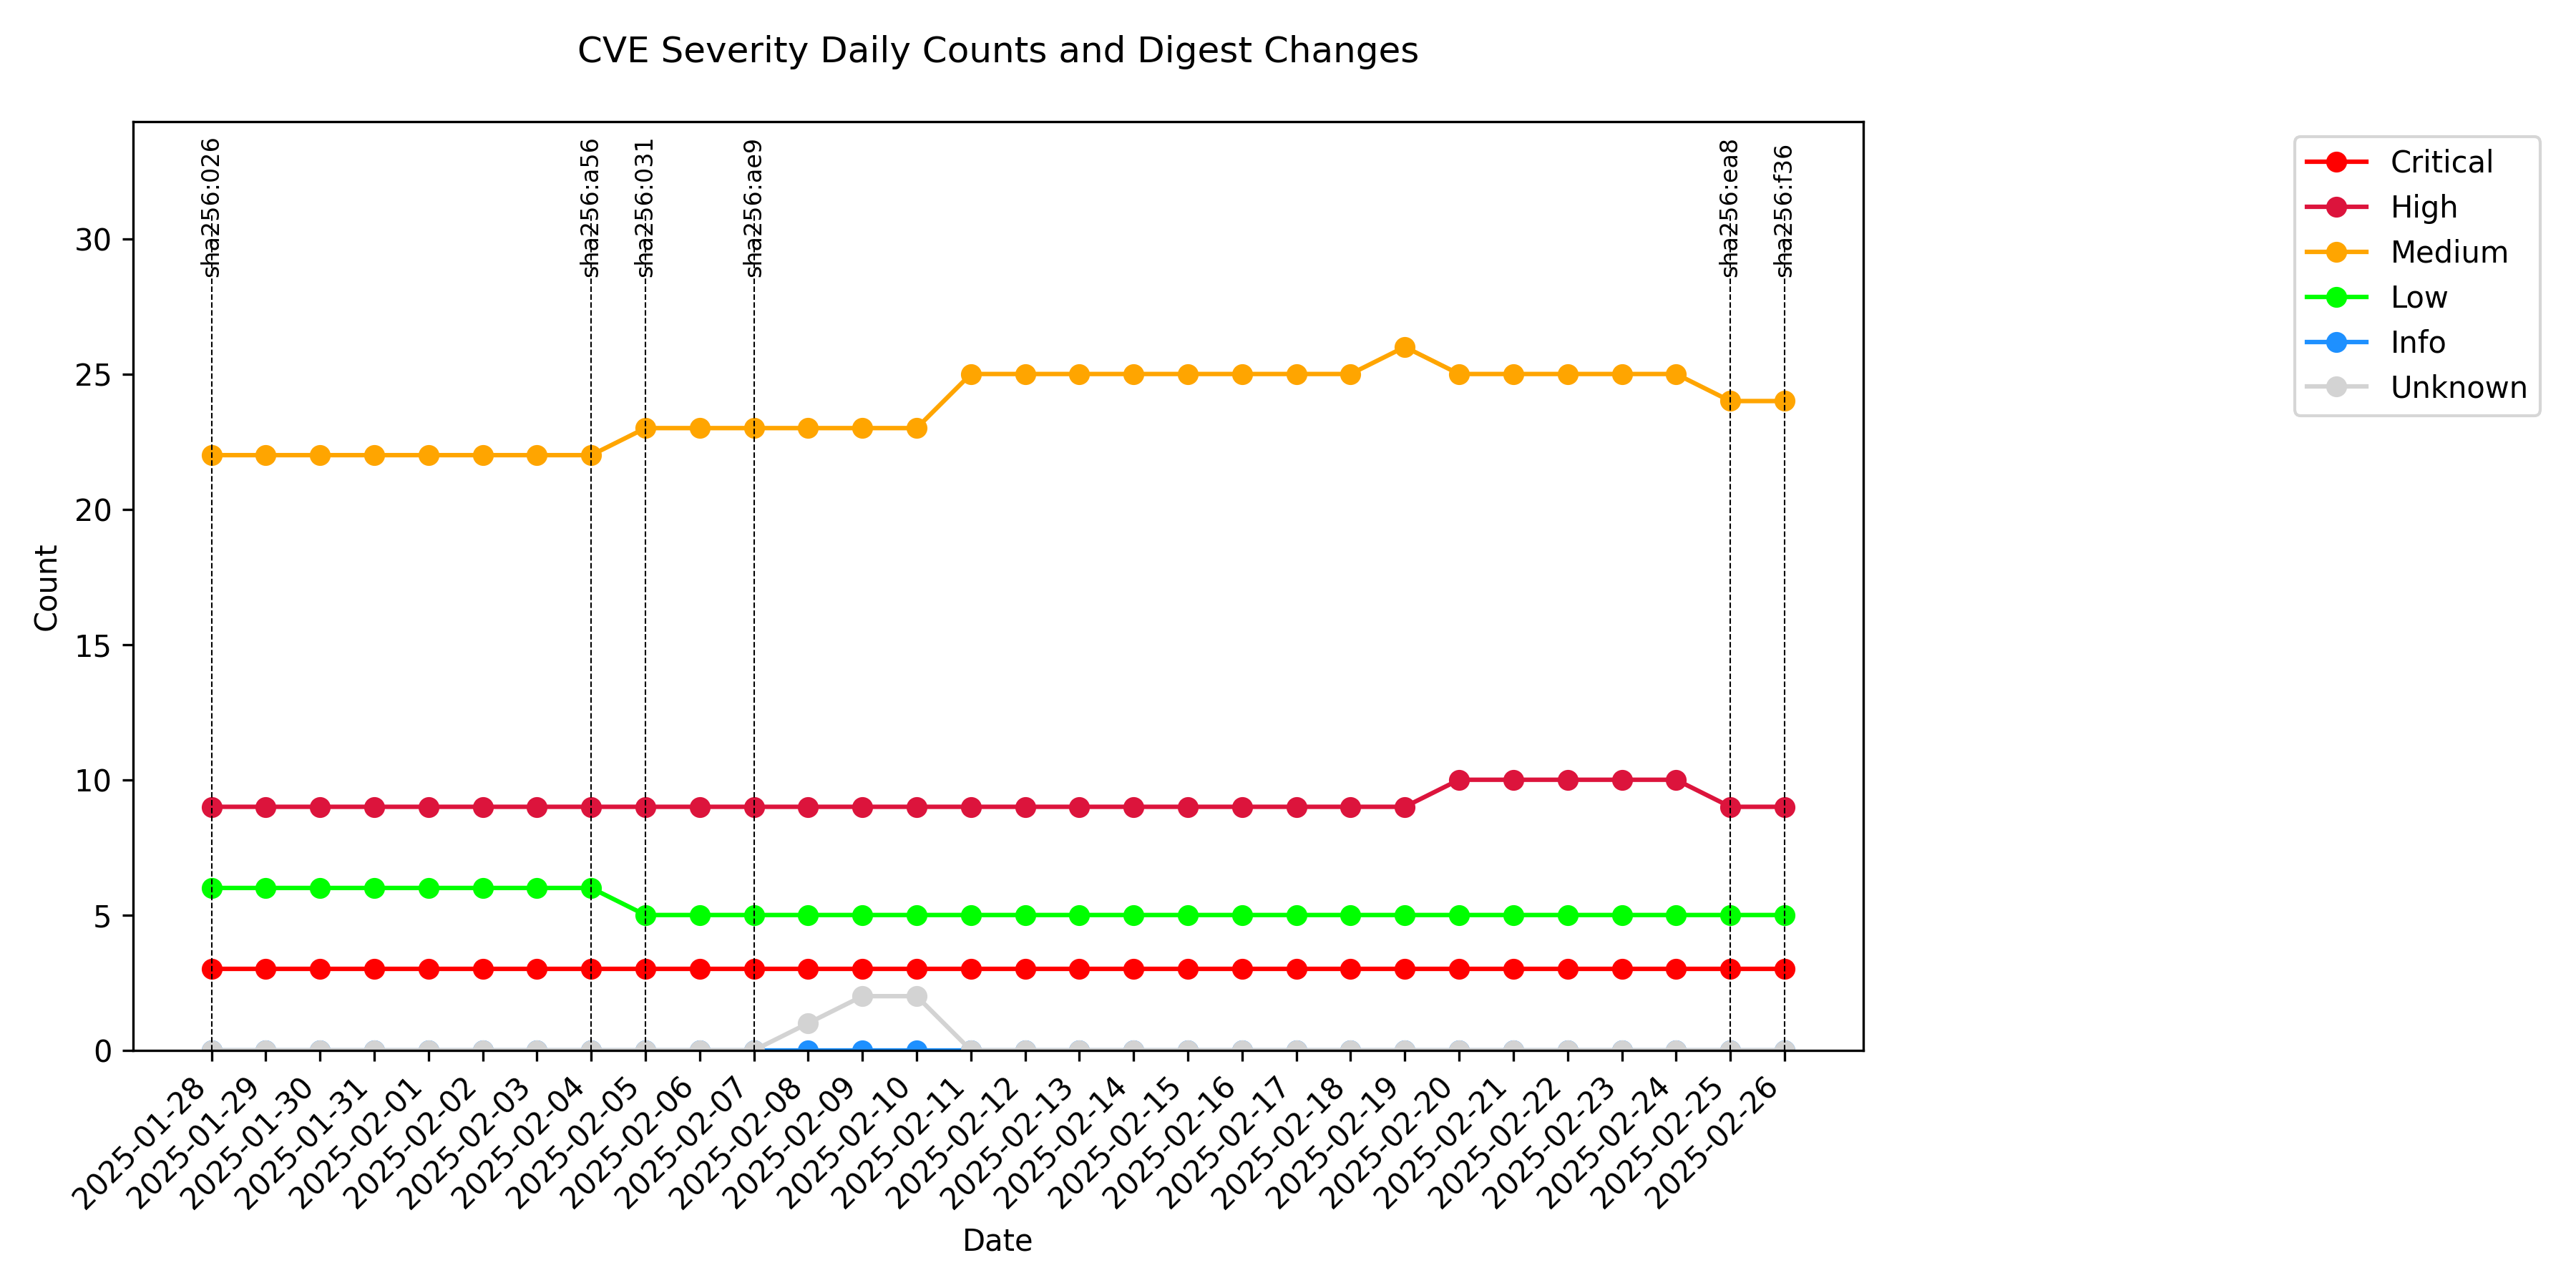 CVE Severity Daily Counts and Digest Changes
sha256:026
sha256:a56
sha256:031
sha256:ae9
sha256:ea8
sha256:f36
Critical
High
Medium
Low
Info
Unknown
30
25
20
15
10
5
0
Count
2025-01-28
2025-01-29
2025-01-30
2025-01-31
2025-02-01
2025-02-02
2025-02-03
2025-02-04
2025-02-05
2025-02-06
2025-02-07
2025-02-08
2025-02-09
2025-02-10
2025-02-11
2025-02-12
2025-02-13
2025-02-14
2025-02-15
2025-02-16
2025-02-17
2025-02-18
2025-02-19
2025-02-20
2025-02-21
2025-02-22
2025-02-23
2025-02-24
2025-02-25
2025-02-26
Date